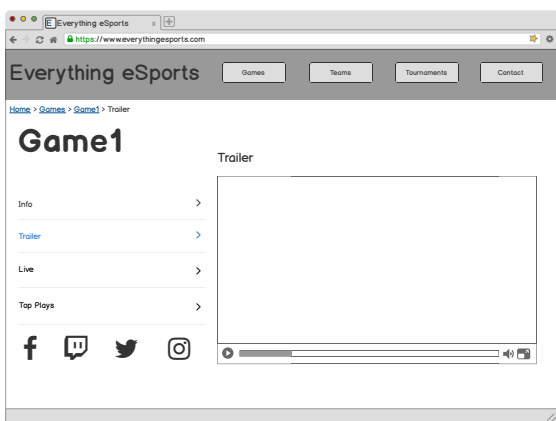 E Everything eSports x
https://www.everythingesports.com
Everything eSports
Games
Teams
Tournaments
Contact
Home > Games > Game1 > Trailer
Game1
Trailer
Info
Trailer
Live
Top Plays